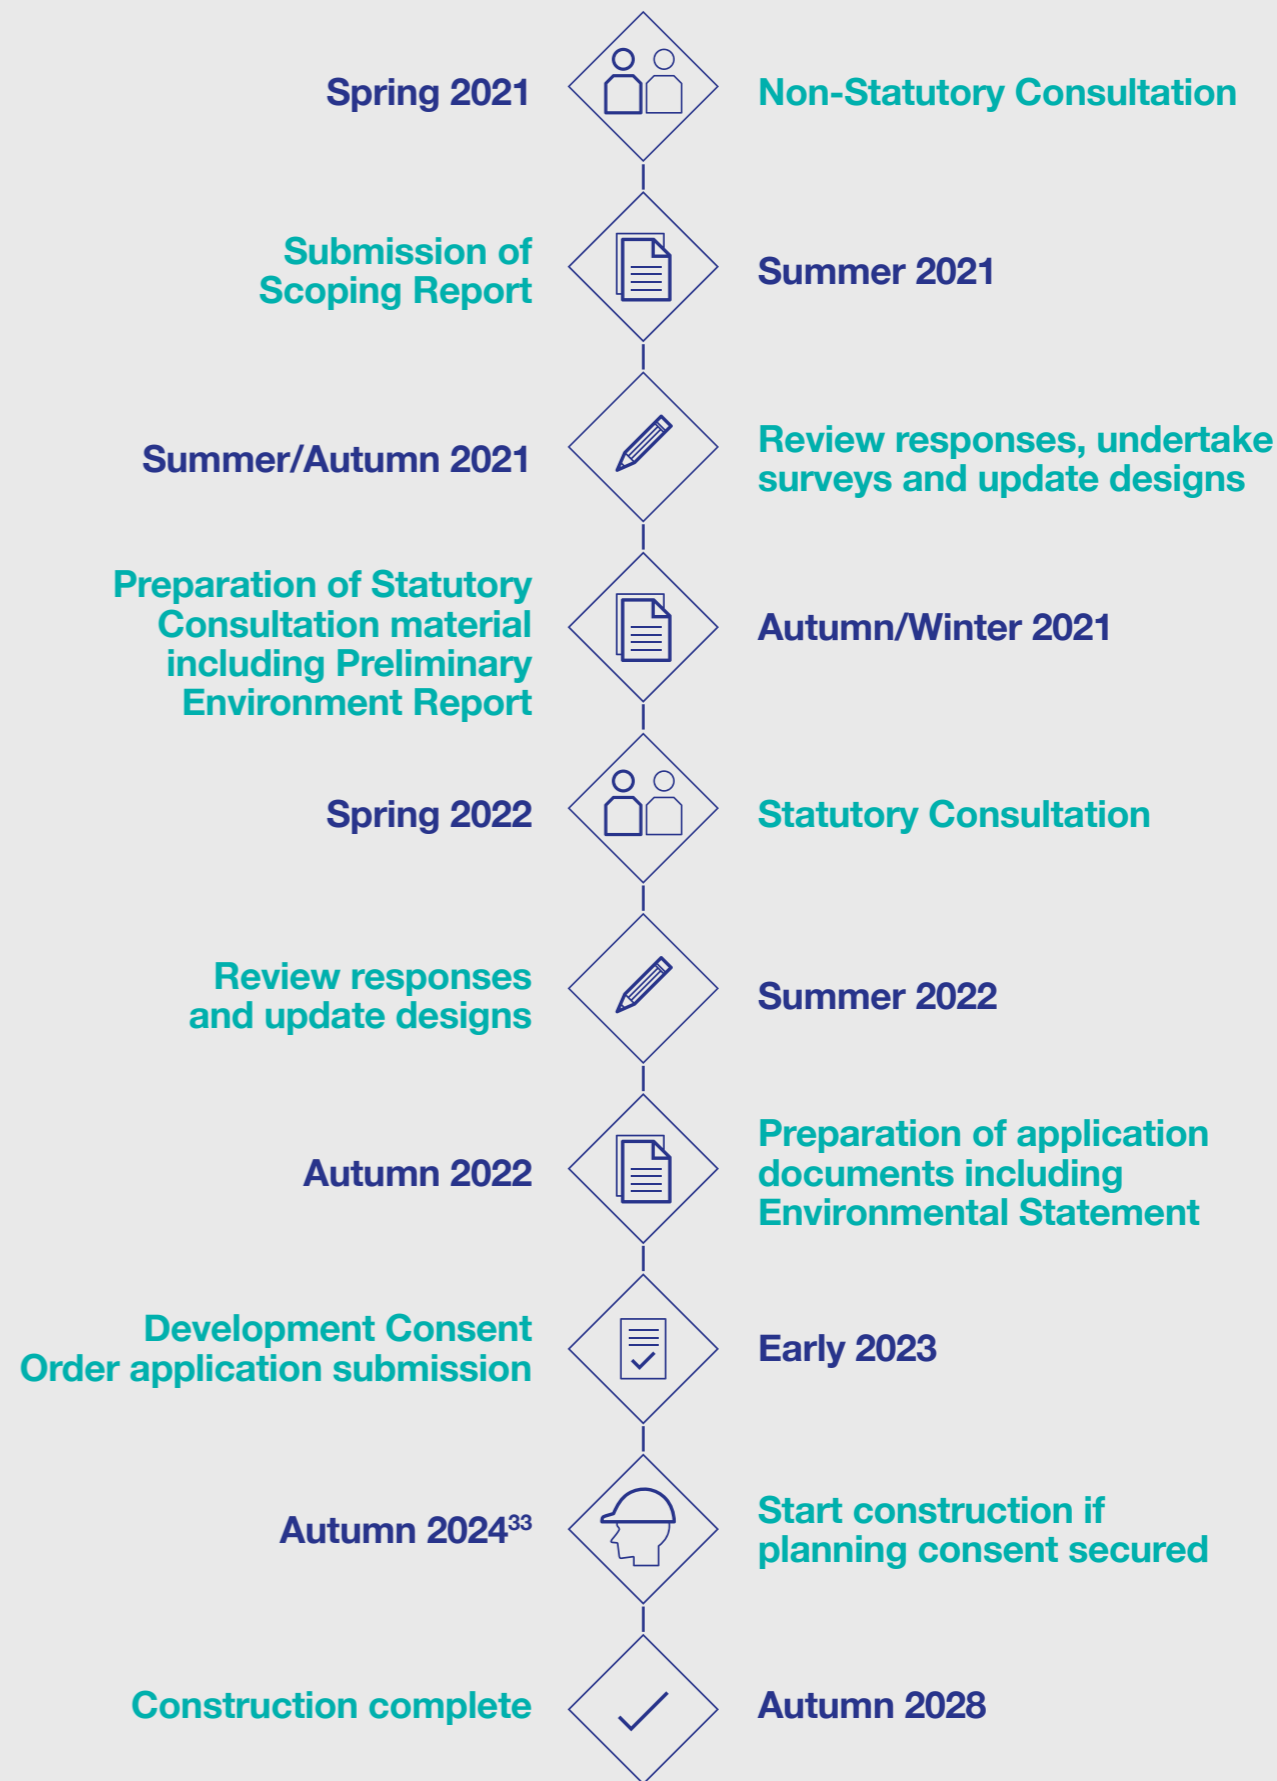 Spring 2021
Non-Statutory Consultation
Submission of
Scoping Report
Summer 2021
Summer/Autumn 2021
Review responses, undertake
surveys and update designs
Preparation of Statutory
Consultation material
including Preliminary
Environment Report
Autumn/Winter 2021
Spring 2022
Statutory Consultation
Review responses
and update designs
Summer 2022
Autumn 2022
Preparation of application
documents including
Environmental Statement
Development Consent
Order application submission
Early 2023
Autumn 2024³³
Start construction if
planning consent secured
Construction complete
Autumn 2028